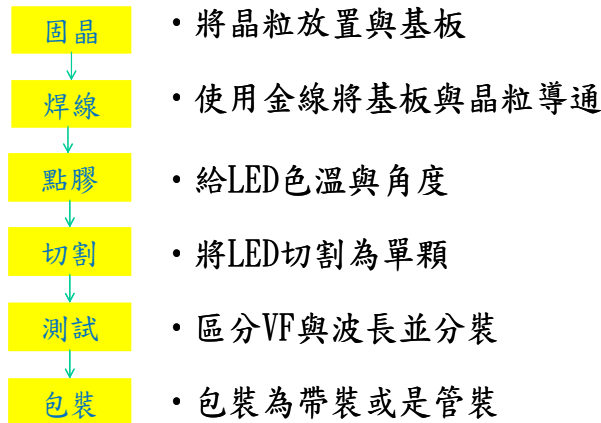 固晶
・將晶粒放置與基板
焊線
・使用金線將基板與晶粒導通
點膠
・給LED色溫與角度
切割
・將LED切割為單顆
測試
・區分VF與波長並分裝
包裝
・包裝為帶裝或是管裝